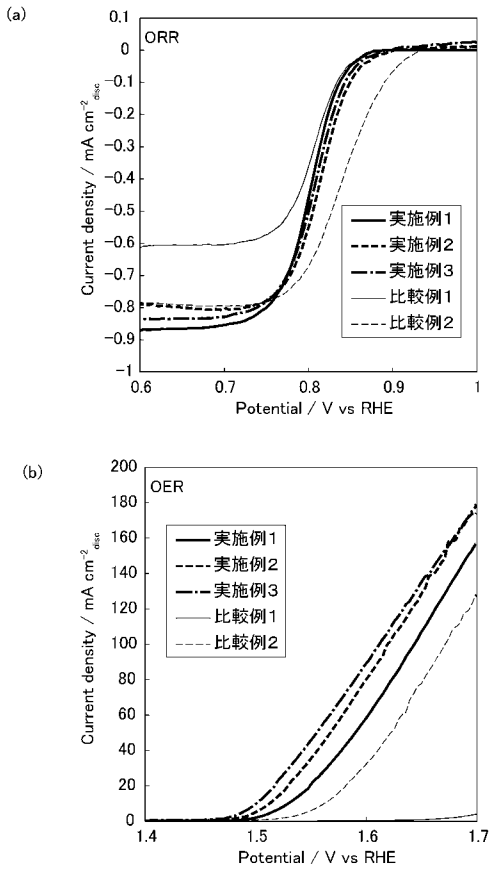 (a)
ORR
0.1
0
-0.1
-0.2
-0.3
-0.4
-0.5
-0.6
-0.7
-0.8
-0.9
-1
Current density / mA cm⁻²disc
実施例1
実施例2
実施例3
比較例1
比較例2
0.6 0.7 0.8 0.9 1
Potential / V vs RHE
(b)
OER
200
180
160
140
120
100
80
60
40
20
0
Current density / mA cm⁻²disc
実施例1
実施例2
実施例3
比較例1
比較例2
1.4 1.5 1.6 1.7
Potential / V vs RHE